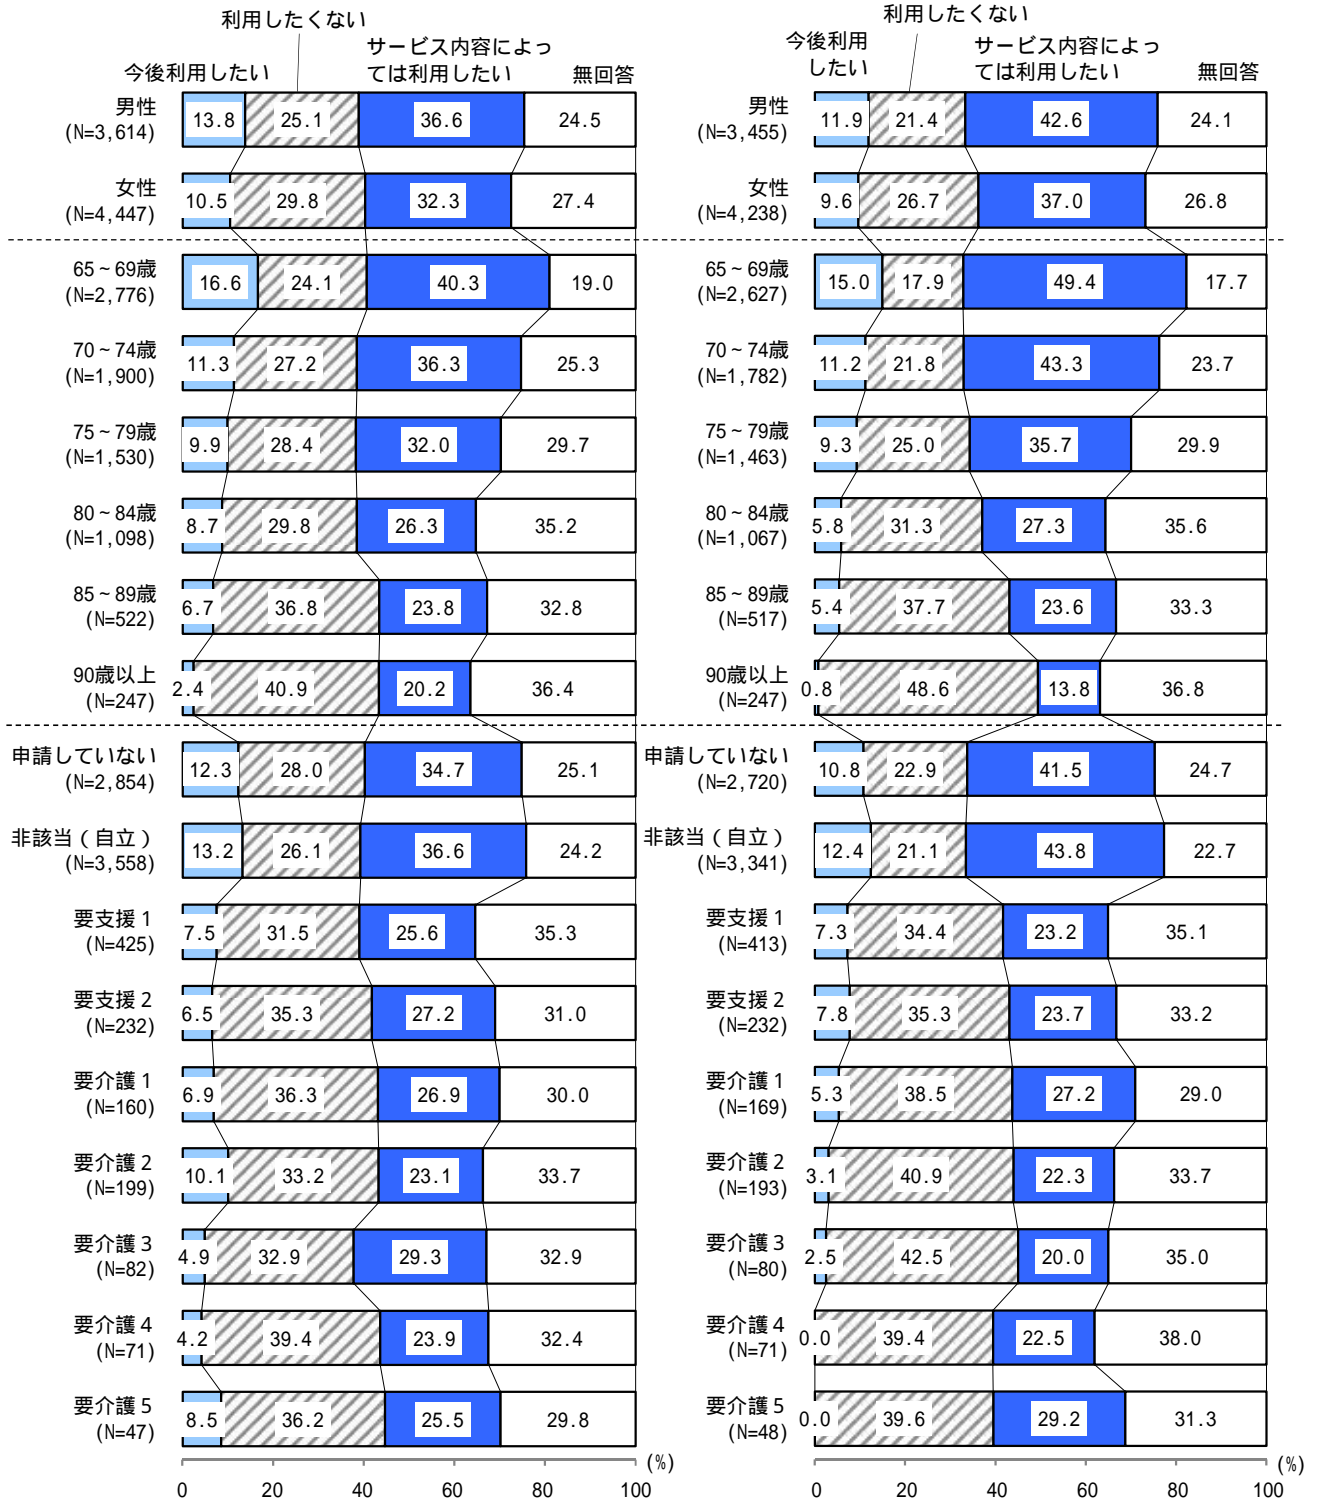 利用したくない
サービス内容によっ
ては利用したい
今後利用したい
無回答
男性
(N=3,614)
13.8 25.1 36.6 24.5
女性
(N=4,447)
10.5 29.8 32.3 27.4
65～69歳
(N=2,776)
16.6 24.1 40.3 19.0
70～74歳
(N=1,900)
11.3 27.2 36.3 25.3
75～79歳
(N=1,530)
9.9 28.4 32.0 29.7
80～84歳
(N=1,098)
8.7 29.8 26.3 35.2
85～89歳
(N=522)
6.7 36.8 23.8 32.8
90歳以上
(N=247)
2.4 40.9 20.2 36.4
申請していない
(N=2,854)
12.3 28.0 34.7 25.1
非該当（自立）
(N=3,558)
13.2 26.1 36.6 24.2
要支援１
(N=425)
7.5 31.5 25.6 35.3
要支援２
(N=232)
6.5 35.3 27.2 31.0
要介護１
(N=160)
6.9 36.3 26.9 30.0
要介護２
(N=199)
10.1 33.2 23.1 33.7
要介護３
(N=82)
4.9 32.9 29.3 32.9
要介護４
(N=71)
4.2 39.4 23.9 32.4
要介護５
(N=47)
8.5 36.2 25.5 29.8
(%)
0 20 40 60 80 100
利用したくない
今後利用
したい
サービス内容によっ
ては利用したい
無回答
男性
(N=3,455)
11.9 21.4 42.6 24.1
女性
(N=4,238)
9.6 26.7 37.0 26.8
65～69歳
(N=2,627)
15.0 17.9 49.4 17.7
70～74歳
(N=1,782)
11.2 21.8 43.3 23.7
75～79歳
(N=1,463)
9.3 25.0 35.7 29.9
80～84歳
(N=1,067)
5.8 31.3 27.3 35.6
85～89歳
(N=517)
5.4 37.7 23.6 33.3
90歳以上
(N=247)
0.8 48.6 13.8 36.8
申請していない
(N=2,720)
10.8 22.9 41.5 24.7
非該当（自立）
(N=3,341)
12.4 21.1 43.8 22.7
要支援１
(N=413)
7.3 34.4 23.2 35.1
要支援２
(N=232)
7.8 35.3 23.7 33.2
要介護１
(N=169)
5.3 38.5 27.2 29.0
要介護２
(N=193)
3.1 40.9 22.3 33.7
要介護３
(N=80)
2.5 42.5 20.0 35.0
要介護４
(N=71)
0.0 39.4 22.5 38.0
要介護５
(N=48)
0.0 39.6 29.2 31.3
(%)
0 20 40 60 80 100